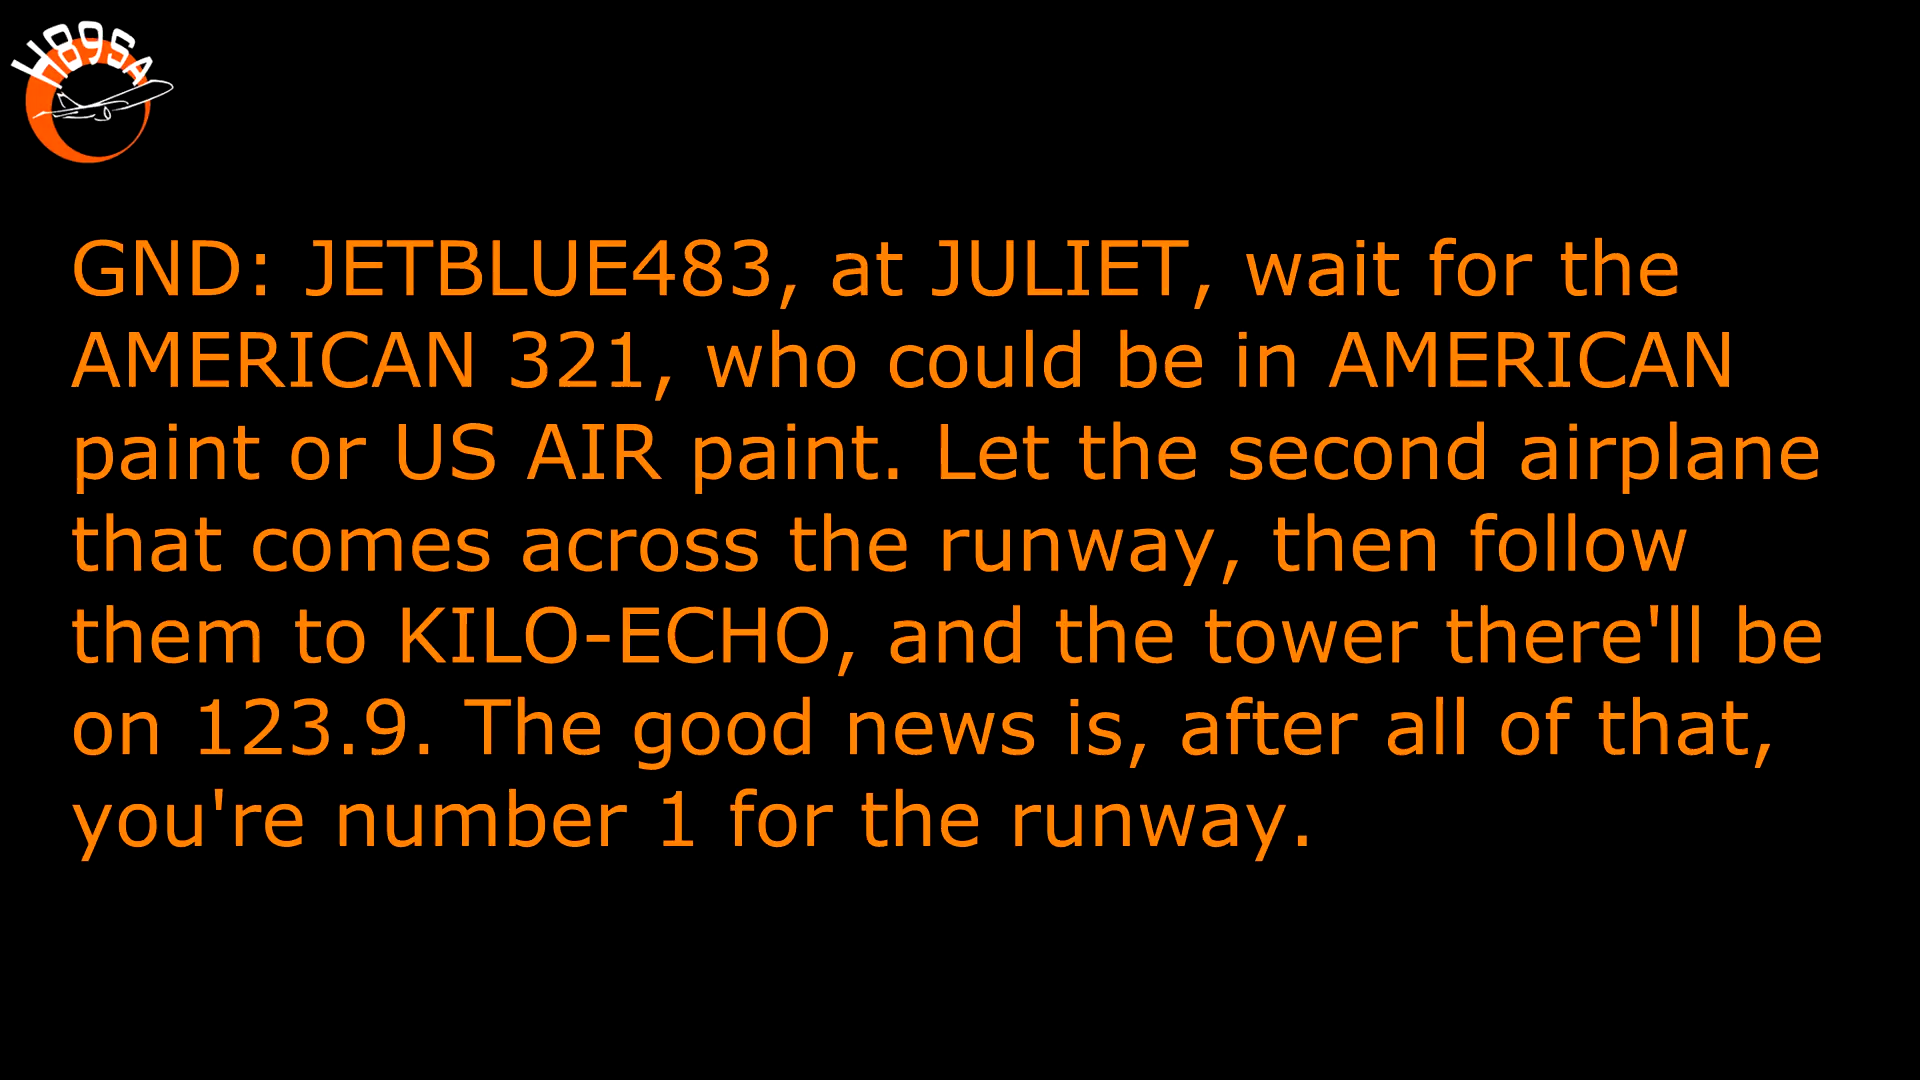 H89SA
GND: JETBLUE483, at JULIET, wait for the
AMERICAN 321, who could be in AMERICAN
paint or US AIR paint. Let the second airplane
that comes across the runway, then follow
them to KILO-ECHO, and the tower there'll be
on 123.9. The good news is, after all of that,
you're number 1 for the runway.